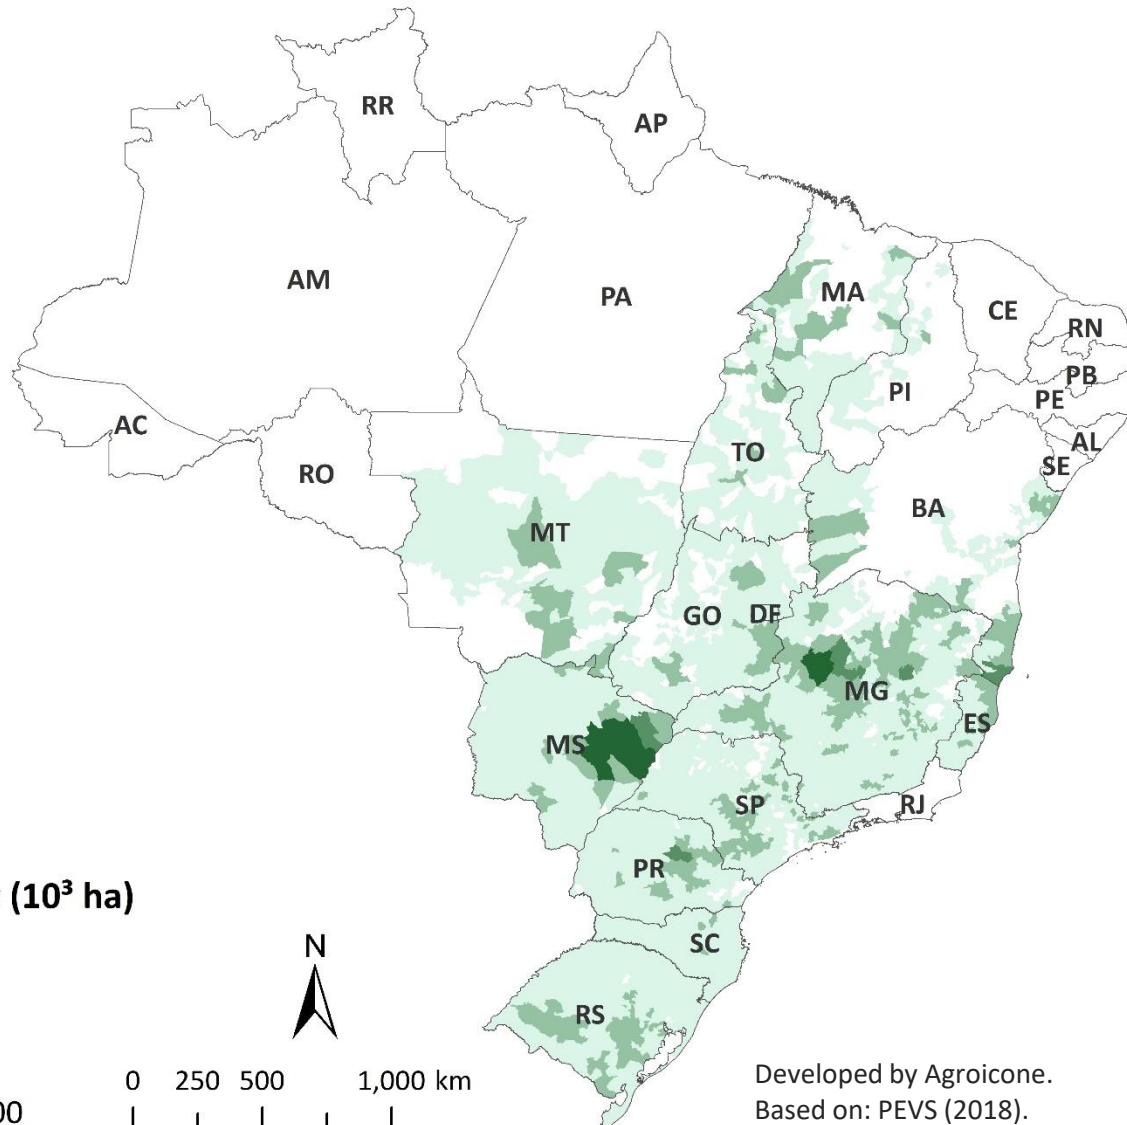 RR
AP
AM
PA
MA
CE
RN
PB
PI
PE
AC
AL
TO
SE
RO
BA
MT
GO
DF
MG
ES
MS
SP
RJ
PR
(10³ ha)
SC
N
RS
0 250 500 1,000 km
00
Developed by Agroicone.
Based on: PEVS (2018).